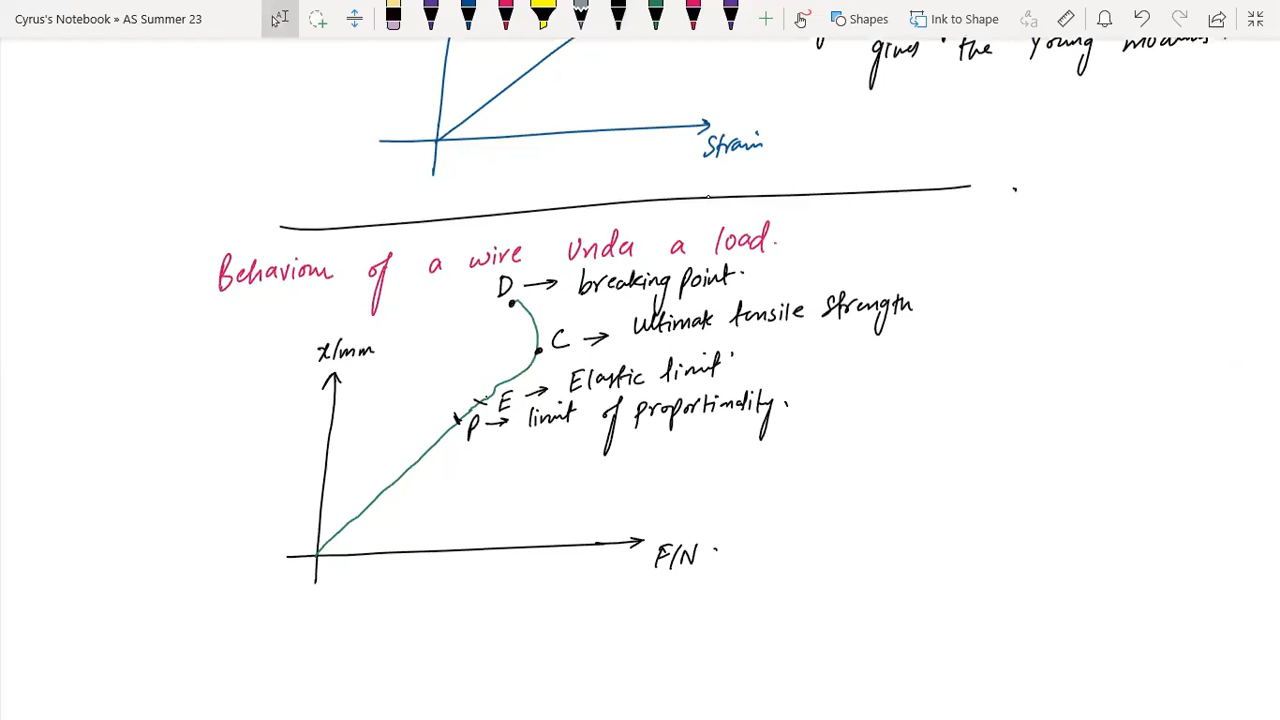 Cyrus's Notebook » AS Summer 23
Shapes
Ink to Shape
gives the Young modulus.
Strain
Behaviour of a wire under a load.
D → breaking point.
C → Ultimate tensile strength
x/mm
E → Elastic limit
P → limit of proportionality.
F/N